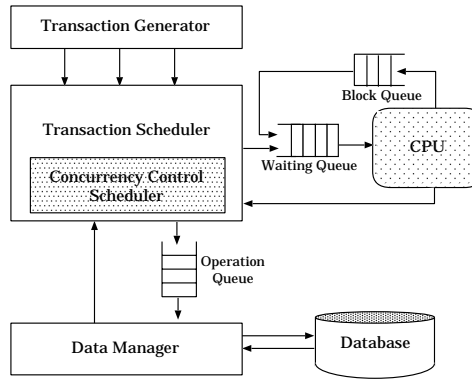 Transaction Generator
Transaction Scheduler
Concurrency Control
Scheduler
Block Queue
Waiting Queue
CPU
Operation
Queue
Data Manager
Database